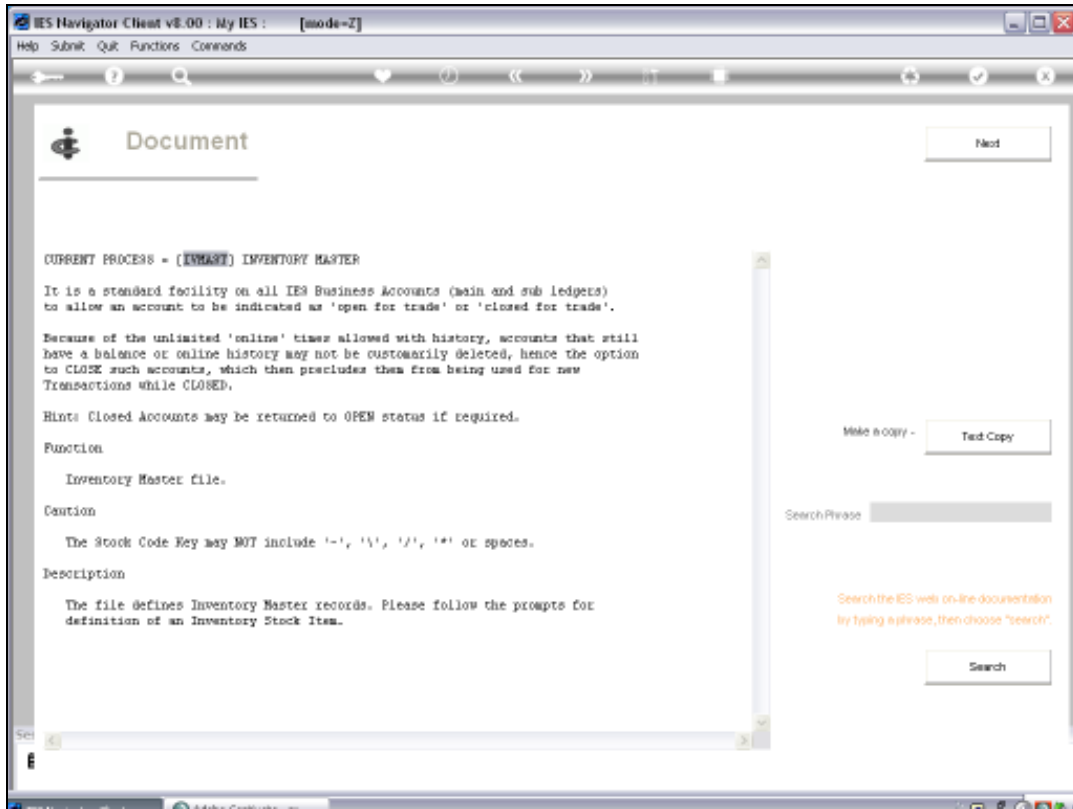 IES Navigator Client v8.00 : My IES :     [mode=Z]
Help Submit Quit Functions Commands
Document
Next
CURRENT PROCESS = [IVMAST] INVENTORY MASTER
It is a standard facility on all IES Business Accounts (main and sub ledgers)
to allow an account to be indicated as 'open for trade' or 'closed for trade'.
Because of the unlimited 'online' times allowed with history, accounts that still
have a balance or online history may not be customarily deleted, hence the option
to CLOSE such accounts, which then precludes them from being used for new
Transactions while CLOSED.
Hint: Closed Accounts may be returned to OPEN status if required.
Make a copy -
Text Copy
Function
Inventory Master file.
Caution
Search Phrase
The Stock Code Key may NOT include '-', '\', '/', '*' or spaces.
Description
The file defines Inventory Master records. Please follow the prompts for
definition of an Inventory Stock Item.
Search the IES web on-line documentation
by typing a phrase, then choose "search".
Search